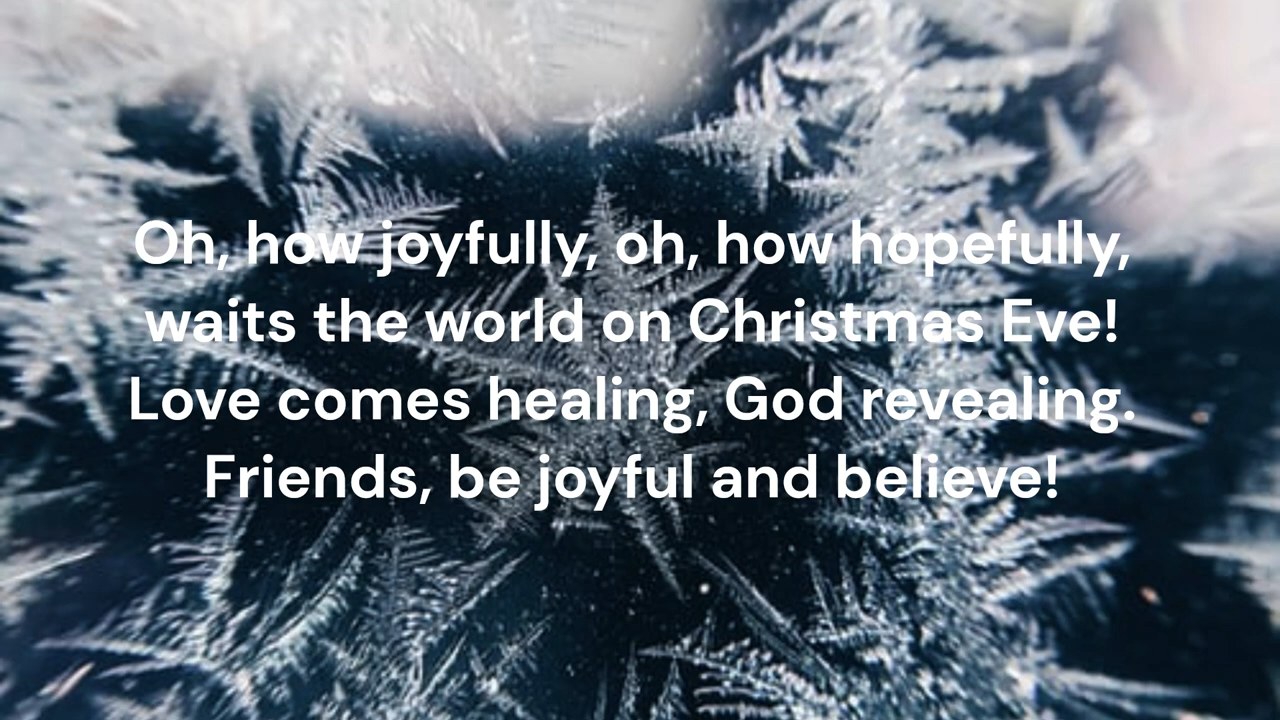 Oh, how joyfully, oh, how hopefully,
waits the world on Christmas Eve!
Love comes healing, God revealing.
Friends, be joyful and believe!